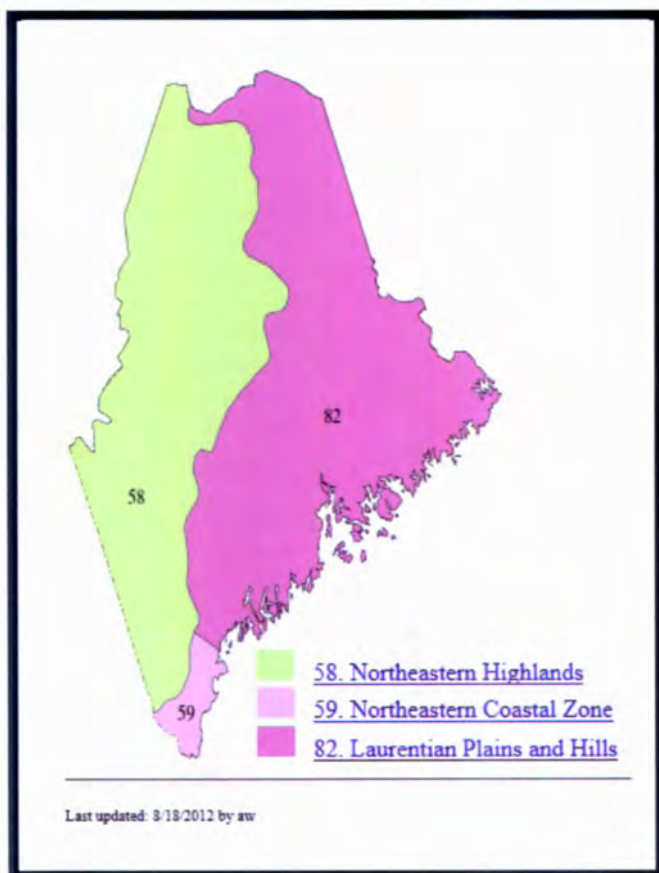 82
58
59
58. Northeastern Highlands
59. Northeastern Coastal Zone
82. Laurentian Plains and Hills
Last updated: 8/18/2012 by aw